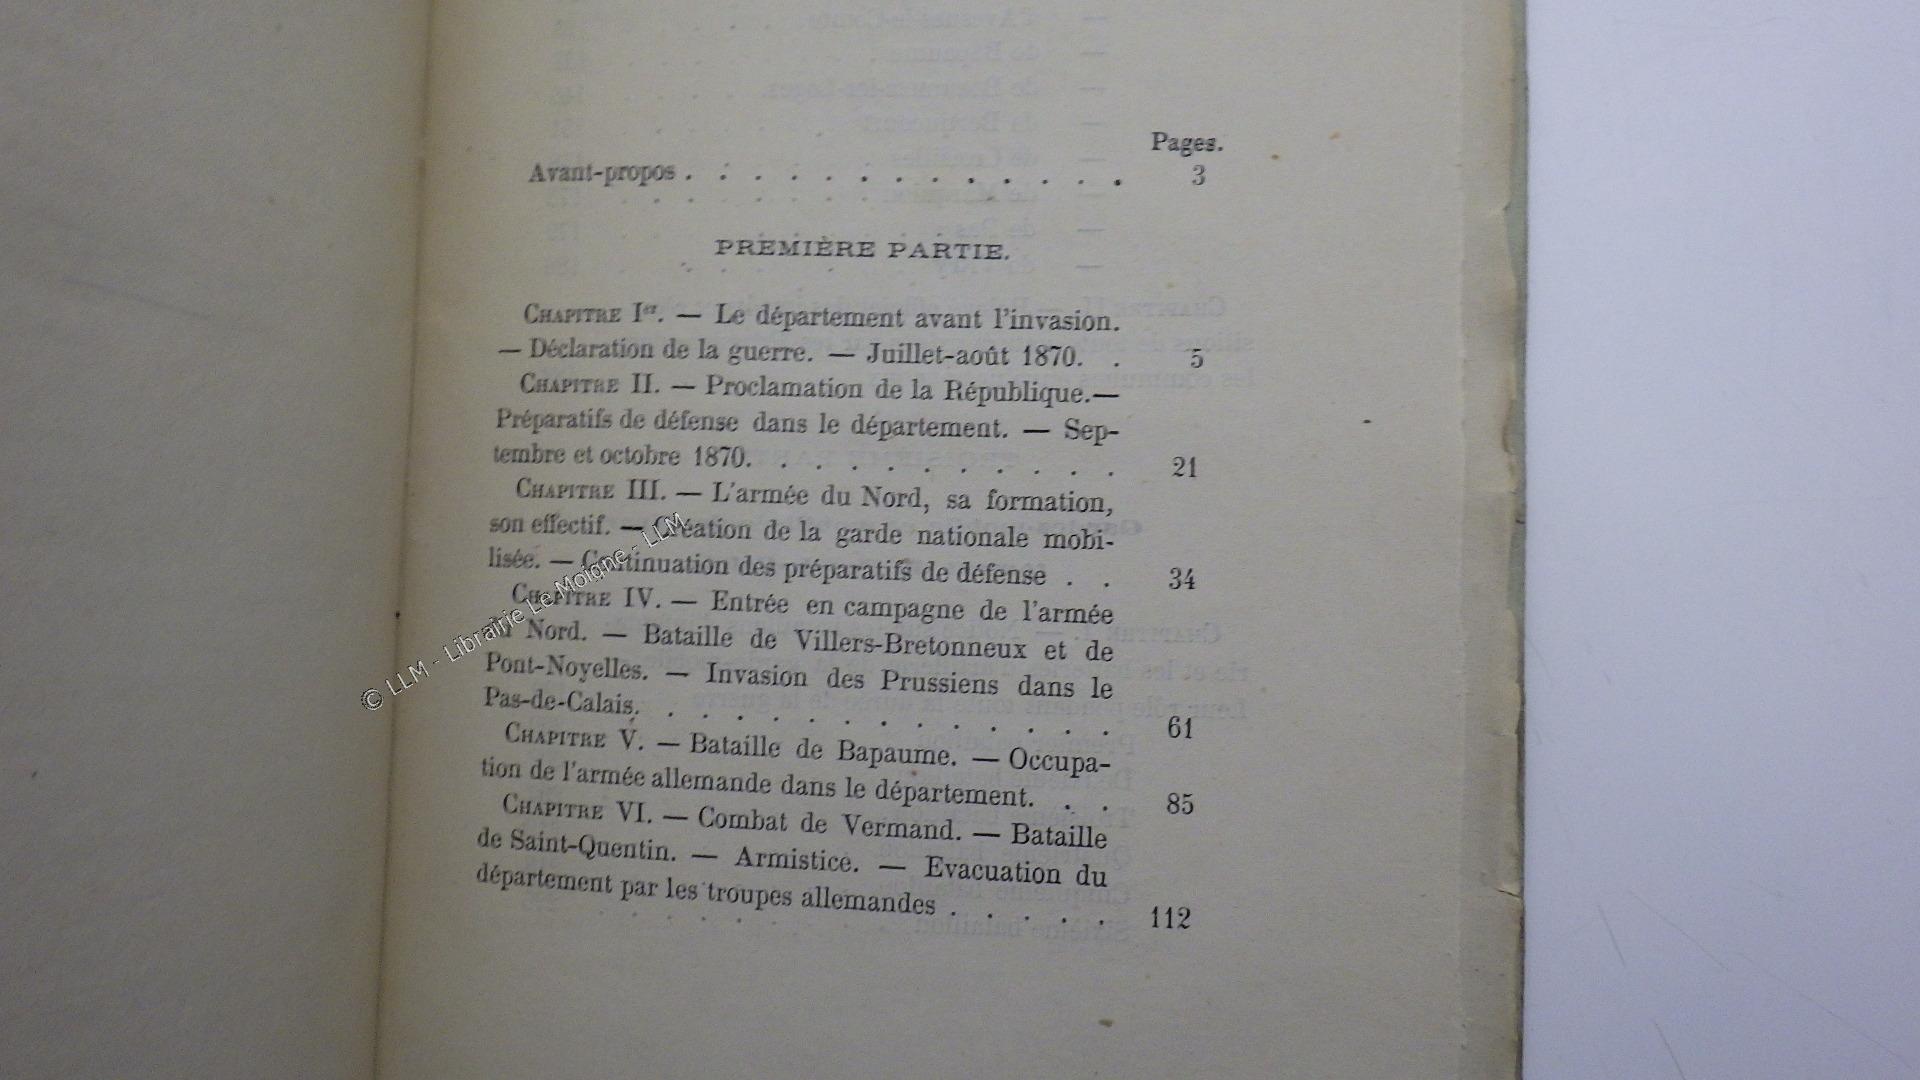 Pages.
Avant-propos . . . . . . . . . . . . . 3
PREMIÈRE PARTIE.
CHAPITRE Ier. — Le département avant l'invasion.
— Déclaration de la guerre. — Juillet-août 1870. . 5
CHAPITRE II. — Proclamation de la République.—
Préparatifs de défense dans le département. — Sep-
tembre et octobre 1870. . . . . . . . . . . 21
CHAPITRE III. — L'armée du Nord, sa formation,
son effectif. — Création de la garde nationale mobi-
lisée. — Continuation des préparatifs de défense . . 34
CHAPITRE IV. — Entrée en campagne de l'armée
du Nord. — Bataille de Villers-Bretonneux et de
Pont-Noyelles. — Invasion des Prussiens dans le
Pas-de-Calais. . . . . . . . . . . . . . 61
CHAPITRE V. — Bataille de Bapaume. — Occupa-
tion de l'armée allemande dans le département. . . 85
CHAPITRE VI. — Combat de Vermand. — Bataille
de Saint-Quentin. — Armistice. — Evacuation du
département par les troupes allemandes . . . . . 112
© LLM - Librairie Le Moigne - LLM